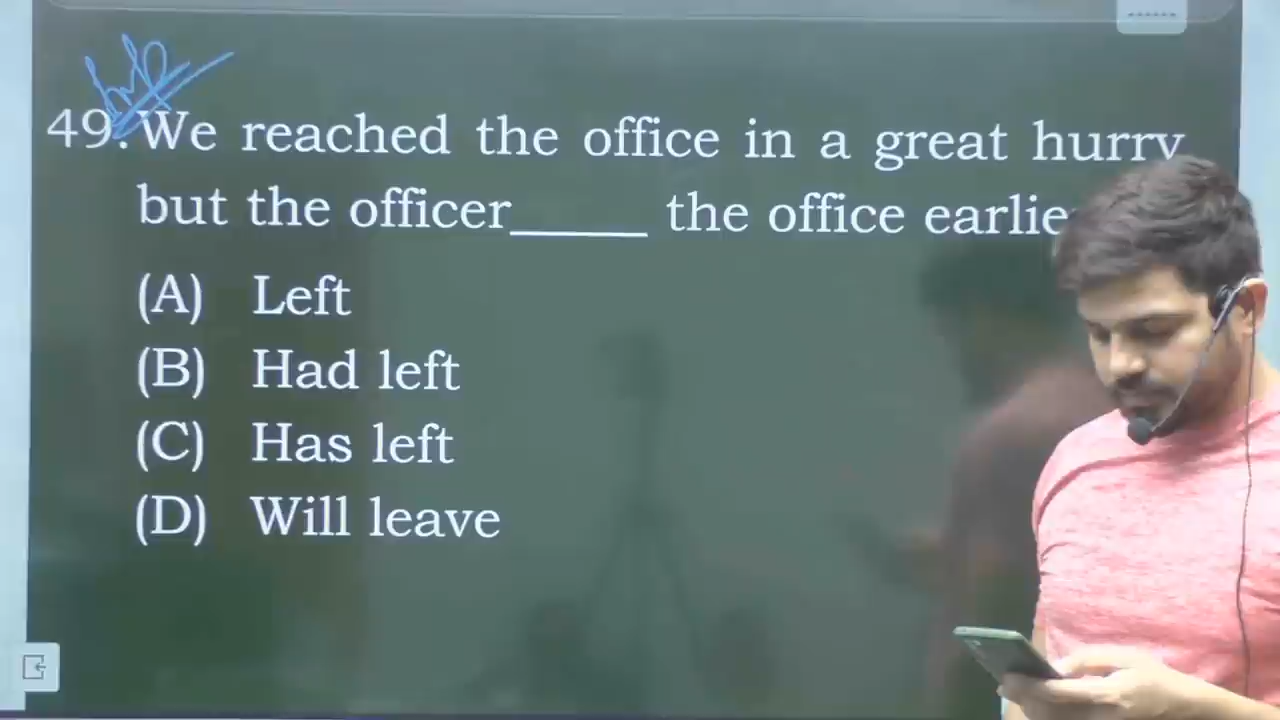 49. We reached the office in a great hurry
but the officer_____ the office
(A) Left
(B) Had left
(C) Has left
(D) Will leave